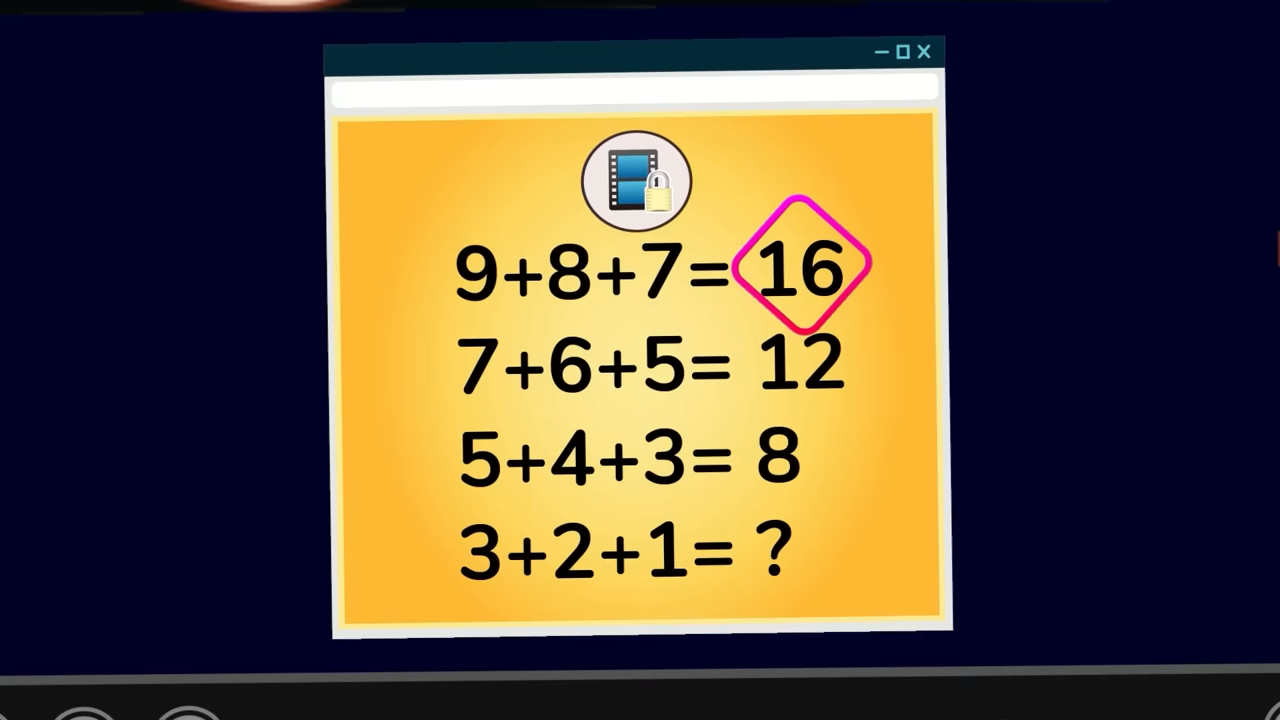 9+8+7= 16
7+6+5= 12
5+4+3= 8
3+2+1= ?